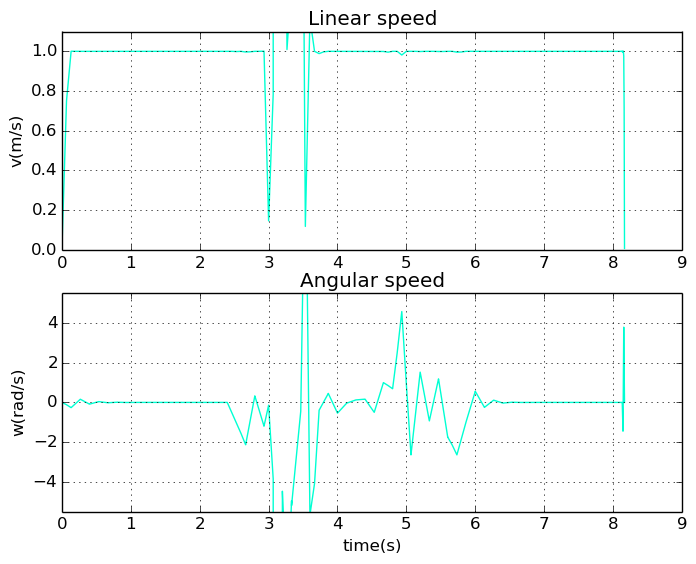 Linear speed
1.0
0.8
0.6
0.4
0.2
0.0
v(m/s)
0 1 2 3 4 5 6 7 8 9
Angular speed
4
2
0
−2
−4
w(rad/s)
0 1 2 3 4 5 6 7 8 9
time(s)